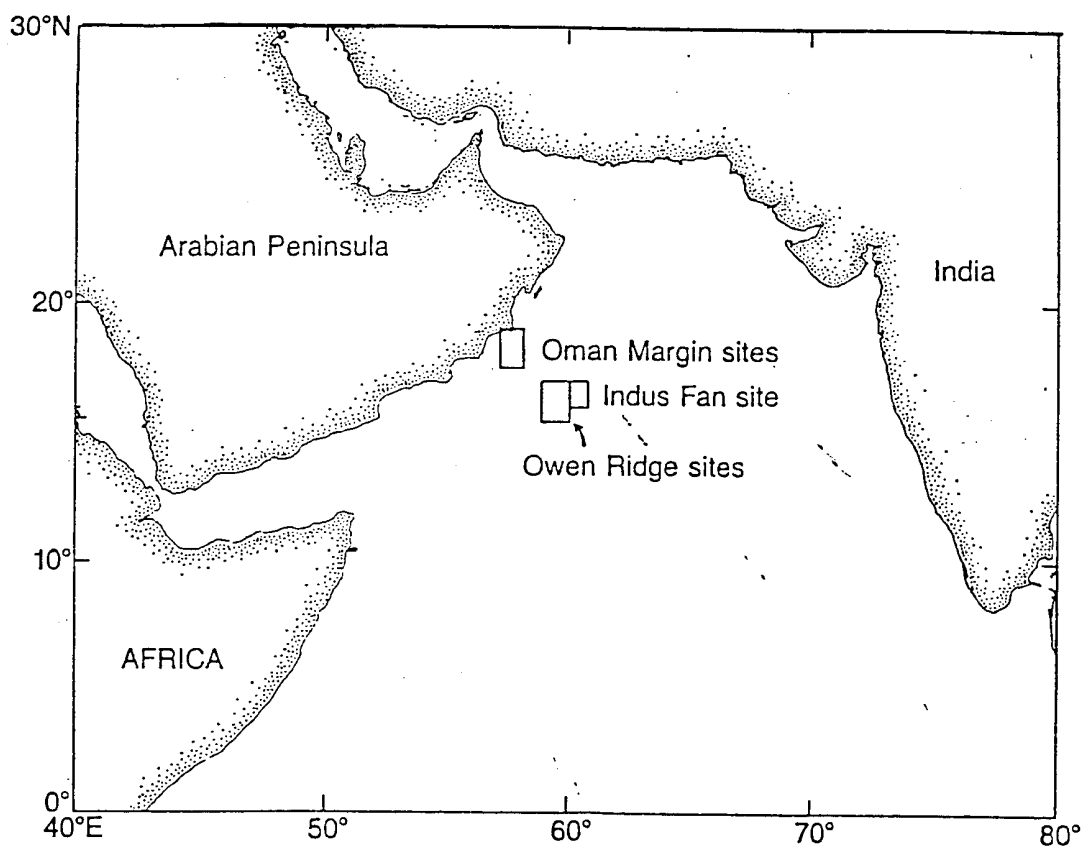 30°N
Arabian Peninsula
India
20°
Oman Margin sites
Indus Fan site
Owen Ridge sites
10°
AFRICA
0°
40°E
50°
60°
70°
80°